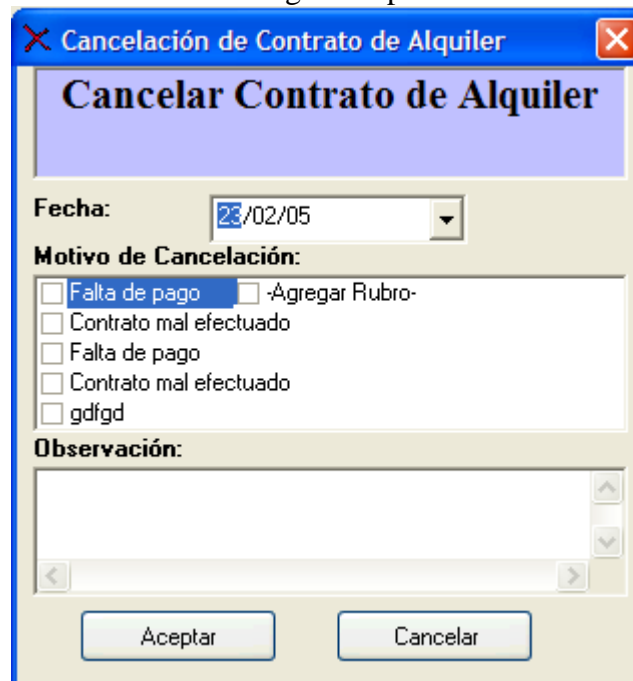 Cancelación de Contrato de Alquiler
Cancelar Contrato de Alquiler
Fecha:
23/02/05
Motivo de Cancelación:
Falta de pago -Agregar Rubro-
Contrato mal efectuado
Falta de pago
Contrato mal efectuado
gdfgd
Observación:
Aceptar Cancelar